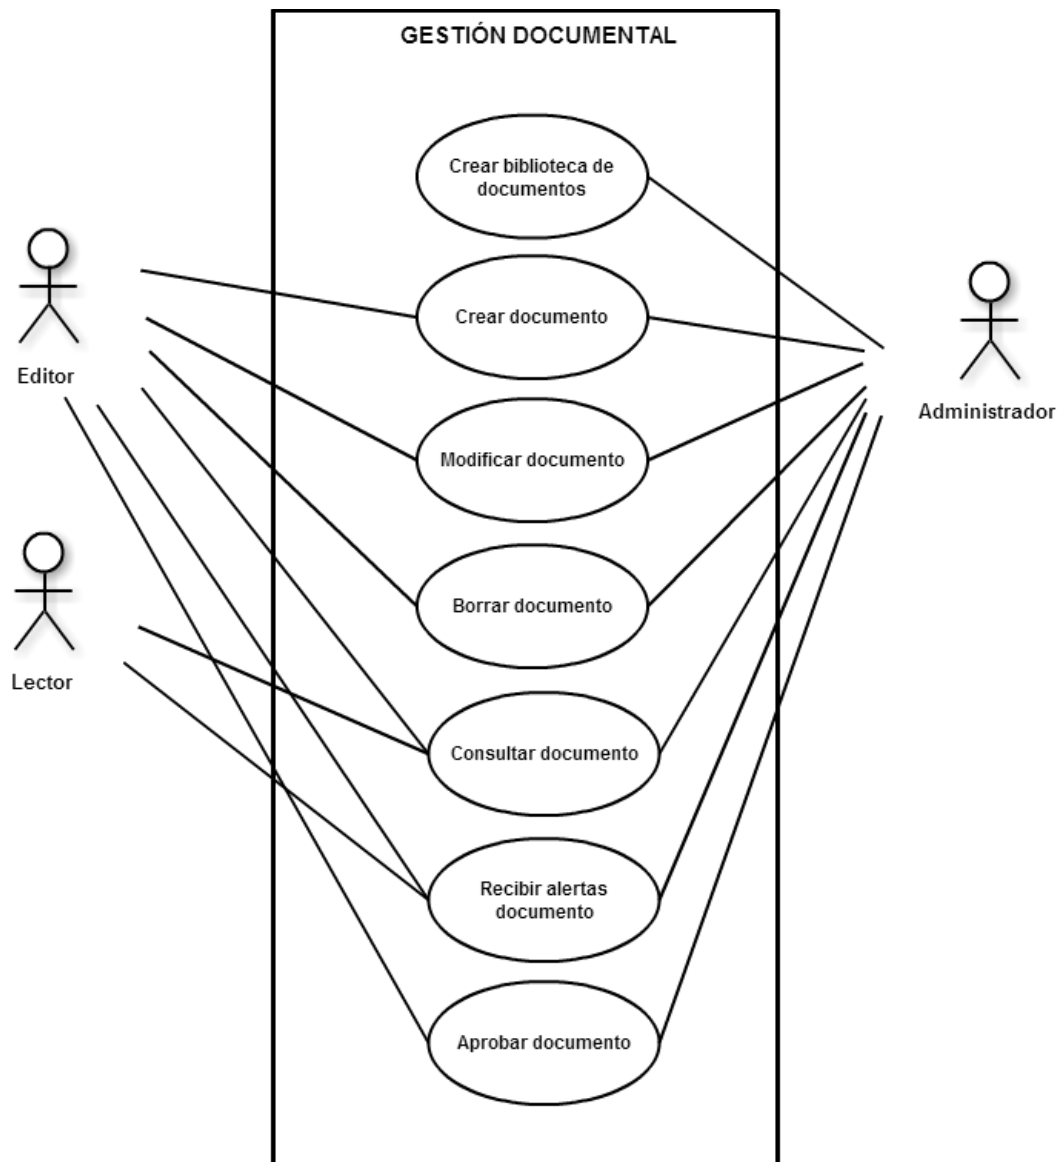 GESTIÓN DOCUMENTAL
Crear biblioteca de
documentos
Crear documento
Editor
Administrador
Modificar documento
Borrar documento
Lector
Consultar documento
Recibir alertas
documento
Aprobar documento